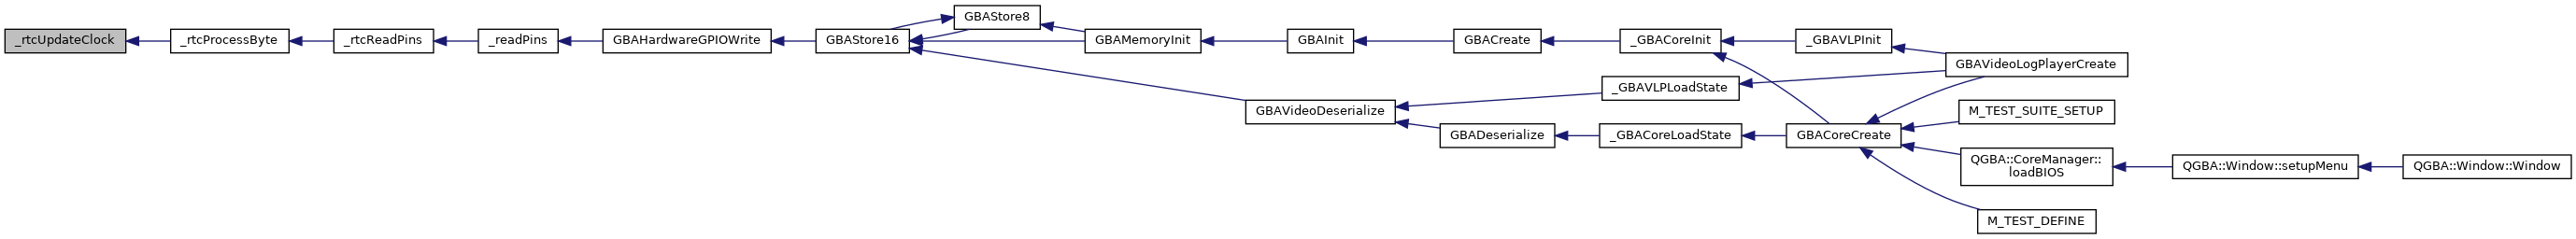 _rtcUpdateClock
_rtcProcessByte
_rtcReadPins
_readPins
GBAHardwareGPIOWrite
GBAStore16
GBAStore8
GBAMemoryInit
GBAInit
GBACreate
_GBACoreInit
_GBAVLPInit
GBAVideoLogPlayerCreate
GBAVideoDeserialize
_GBAVLPLoadState
GBADeserialize
_GBACoreLoadState
GBACoreCreate
M_TEST_SUITE_SETUP
QGBA::CoreManager::
loadBIOS
QGBA::Window::setupMenu
QGBA::Window::Window
M_TEST_DEFINE